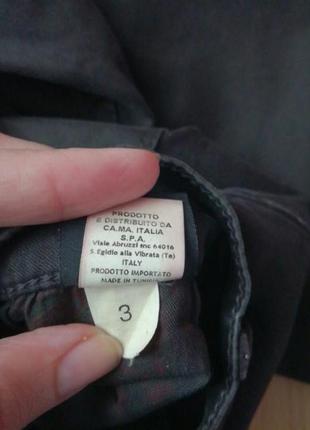 PRODOTTO
E DISTRIBUITO DA
CA.MA. ITALIA
S.P.A.
Viale Abruzzi snc 64016
S. Egidio alla Vibrata (Te)
ITALY
PRODOTTO IMPORTATO
MADE IN TUNISIA
3